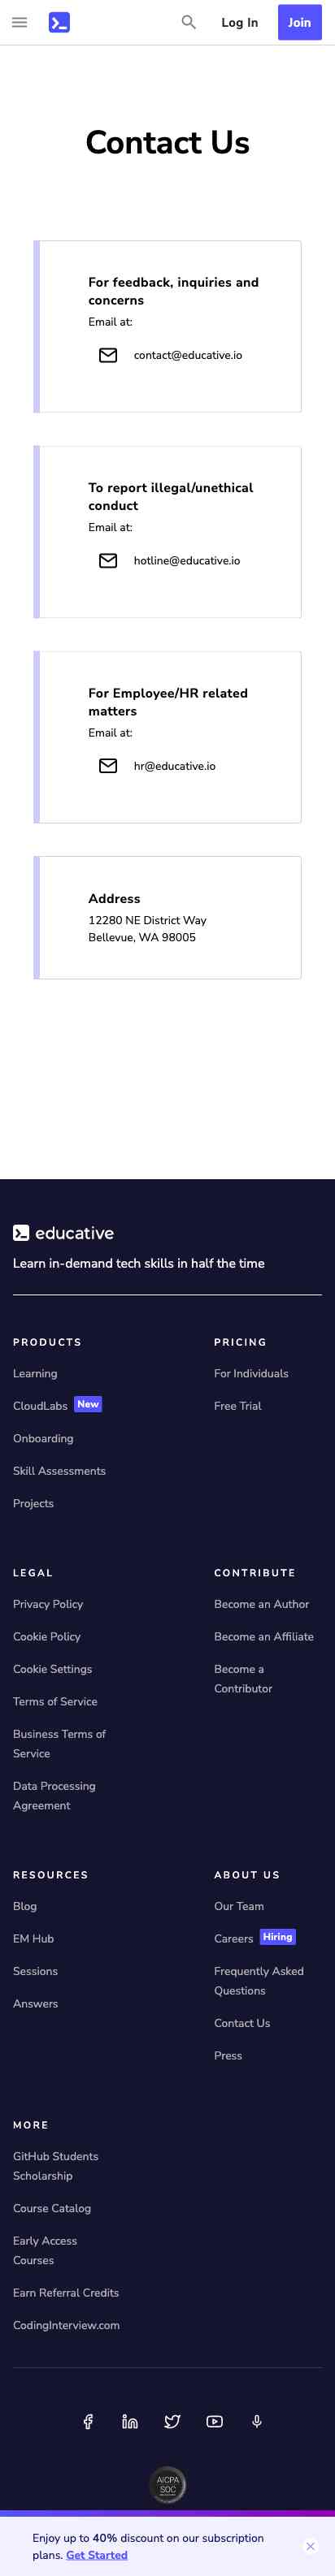 Log In
Join
Contact Us
For feedback, inquiries and
concerns
Email at:
contact@educative.io
To report illegal/unethical
conduct
Email at:
hotline@educative.io
For Employee/HR related
matters
Email at:
hr@educative.io
Address
12280 NE District Way
Bellevue, WA 98005
educative
Learn in-demand tech skills in half the time
PRODUCTS
Learning
CloudLabs New
Onboarding
Skill Assessments
Projects
PRICING
For Individuals
Free Trial
LEGAL
Privacy Policy
Cookie Policy
Cookie Settings
Terms of Service
Business Terms of
Service
Data Processing
Agreement
CONTRIBUTE
Become an Author
Become an Affiliate
Become a
Contributor
RESOURCES
Blog
EM Hub
Sessions
Answers
ABOUT US
Our Team
Careers Hiring
Frequently Asked
Questions
Contact Us
Press
MORE
GitHub Students
Scholarship
Course Catalog
Early Access
Courses
Earn Referral Credits
CodingInterview.com
AICPA
SOC
Enjoy up to 40% discount on our subscription
plans. Get Started